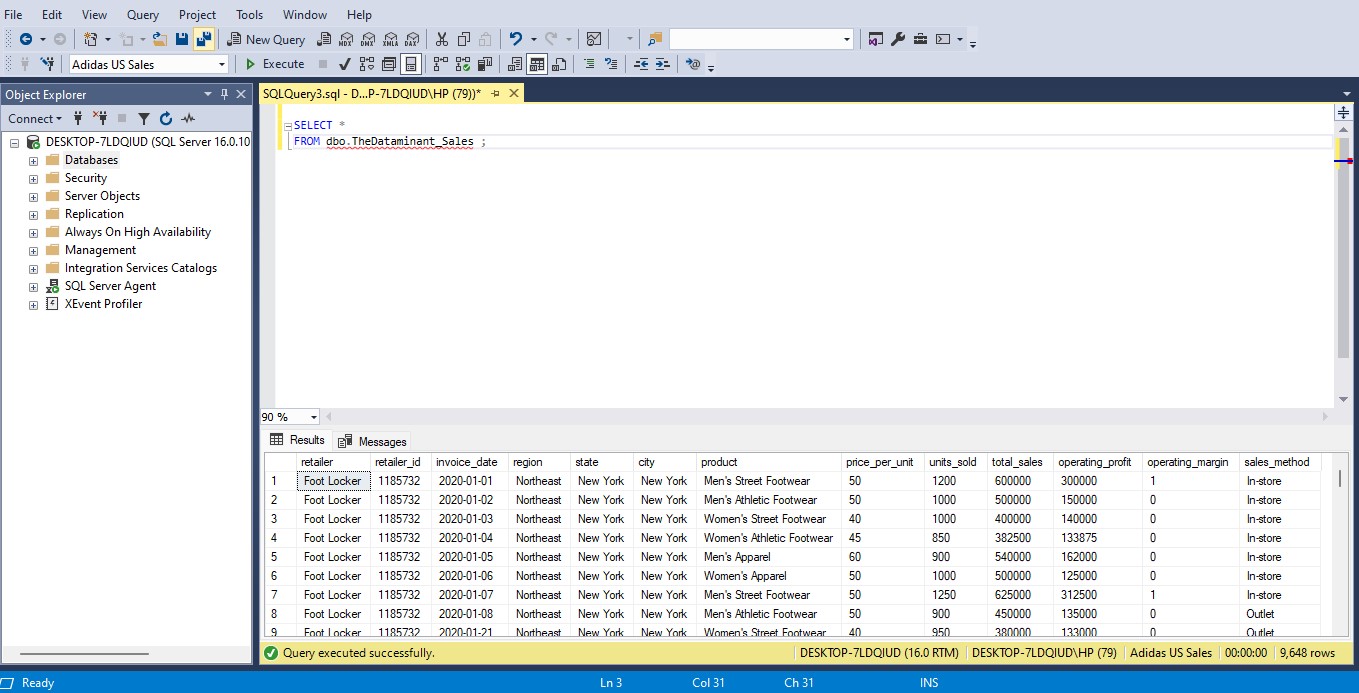 File Edit View Query Project Tools Window Help
New Query MDX DMX XMLA DAX
Adidas US Sales Execute
Object Explorer
SQLQuery3.sql - D...P-7LDQIUD\HP (79))*
Connect
DESKTOP-7LDQIUD (SQL Server 16.0.10
Databases
Security
Server Objects
Replication
Always On High Availability
Management
Integration Services Catalogs
SQL Server Agent
XEvent Profiler
SELECT *
FROM dbo.TheDataminant_Sales ;
90 %
Results Messages
retailer retailer_id invoice_date region state city product price_per_unit units_sold total_sales operating_profit operating_margin sales_method
1 Foot Locker 1185732 2020-01-01 Northeast New York New York Men's Street Footwear 50 1200 600000 300000 1 In-store
2 Foot Locker 1185732 2020-01-02 Northeast New York New York Men's Athletic Footwear 50 1000 500000 150000 0 In-store
3 Foot Locker 1185732 2020-01-03 Northeast New York New York Women's Street Footwear 40 1000 400000 140000 0 In-store
4 Foot Locker 1185732 2020-01-04 Northeast New York New York Women's Athletic Footwear 45 850 382500 133875 0 In-store
5 Foot Locker 1185732 2020-01-05 Northeast New York New York Men's Apparel 60 900 540000 162000 0 In-store
6 Foot Locker 1185732 2020-01-06 Northeast New York New York Women's Apparel 50 1000 500000 125000 0 In-store
7 Foot Locker 1185732 2020-01-07 Northeast New York New York Men's Street Footwear 50 1250 625000 312500 1 In-store
8 Foot Locker 1185732 2020-01-08 Northeast New York New York Men's Athletic Footwear 50 900 450000 135000 0 Outlet
9 Foot Locker 1185732 2020-01-21 Northeast New York New York Women's Street Footwear 40 950 380000 133000 0 Outlet
Query executed successfully. DESKTOP-7LDQIUD (16.0 RTM) DESKTOP-7LDQIUD\HP (79) Adidas US Sales 00:00:00 9,648 rows
Ready Ln 3 Col 31 Ch 31 INS